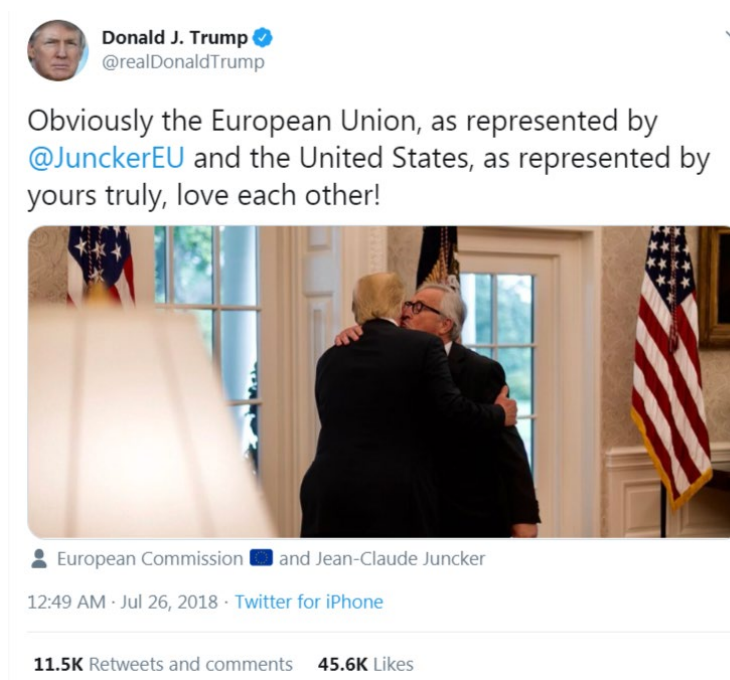 Donald J. Trump
@realDonaldTrump
Obviously the European Union, as represented by
@JunckerEU and the United States, as represented by
yours truly, love each other!
European Commission 🇪🇺 and Jean-Claude Juncker
12:49 AM · Jul 26, 2018 · Twitter for iPhone
11.5K Retweets and comments 45.6K Likes